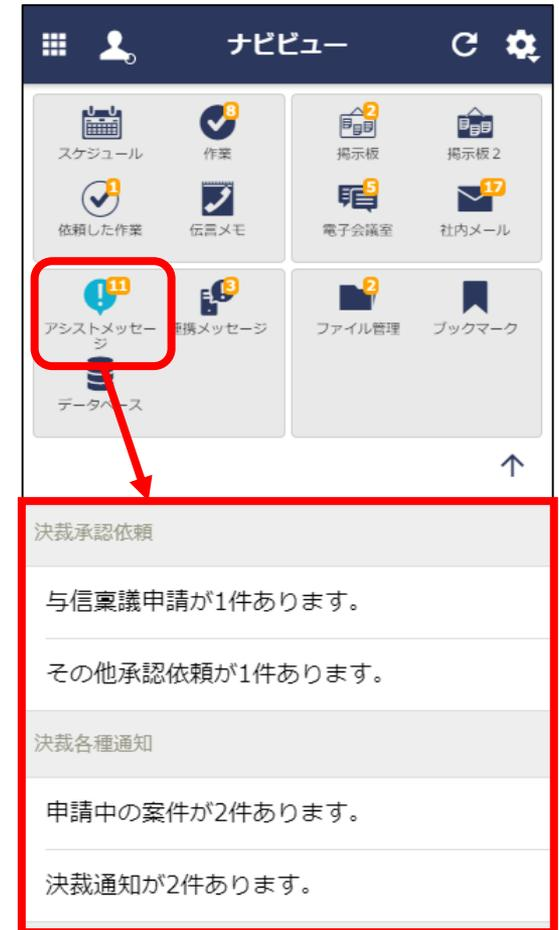 ナビビュー
8
2
スケジュール
作業
掲示板
掲示板2
1
5
17
依頼した作業
伝言メモ
電子会議室
社内メール
11
3
2
アシストメッセー
ジ
携メッセージ
ファイル管理
ブックマーク
データベース
決裁承認依頼
与信稟議申請が1件あります。
その他承認依頼が1件あります。
決裁各種通知
申請中の案件が2件あります。
決裁通知が2件あります。